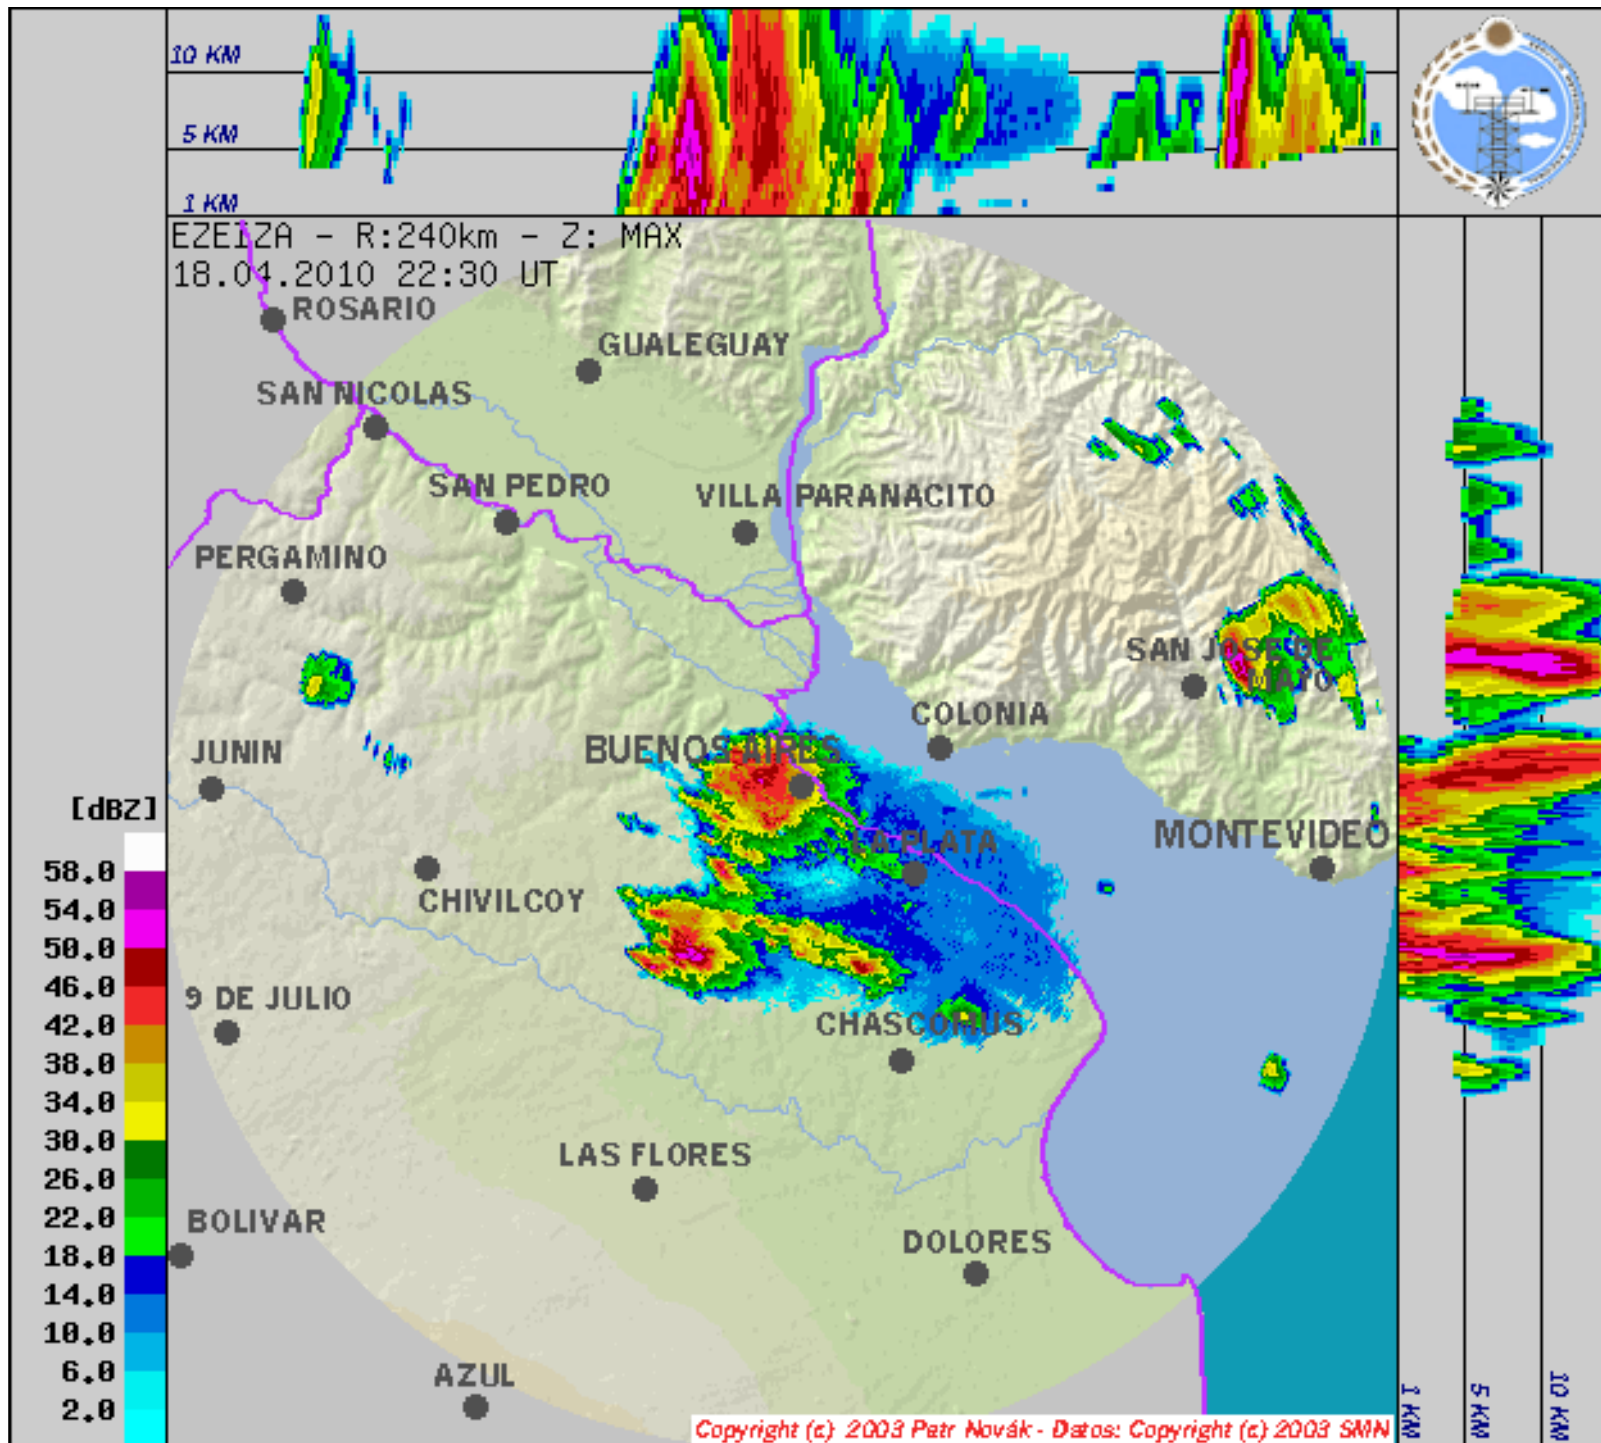 10 KM
5 KM
1 KM
EZEIZA - R:240km - Z: MAX
18.04.2010 22:30 UT
ROSARIO
GUALEGUAY
SAN NICOLAS
SAN PEDRO
VILLA PARANACITO
PERGAMINO
SAN JOSE DE
MAYO
COLONIA
JUNIN
BUENOS AIRES
[dBZ]
MONTEVIDEO
LA PLATA
58.0
54.0
50.0
46.0
42.0
38.0
34.0
30.0
26.0
22.0
18.0
14.0
10.0
6.0
2.0
CHIVILCOY
9 DE JULIO
CHASCOMUS
LAS FLORES
BOLIVAR
DOLORES
AZUL
1 KM
5 KM
10 KM
Copyright (c) 2003 Petr Novák - Datos: Copyright (c) 2003 SMN